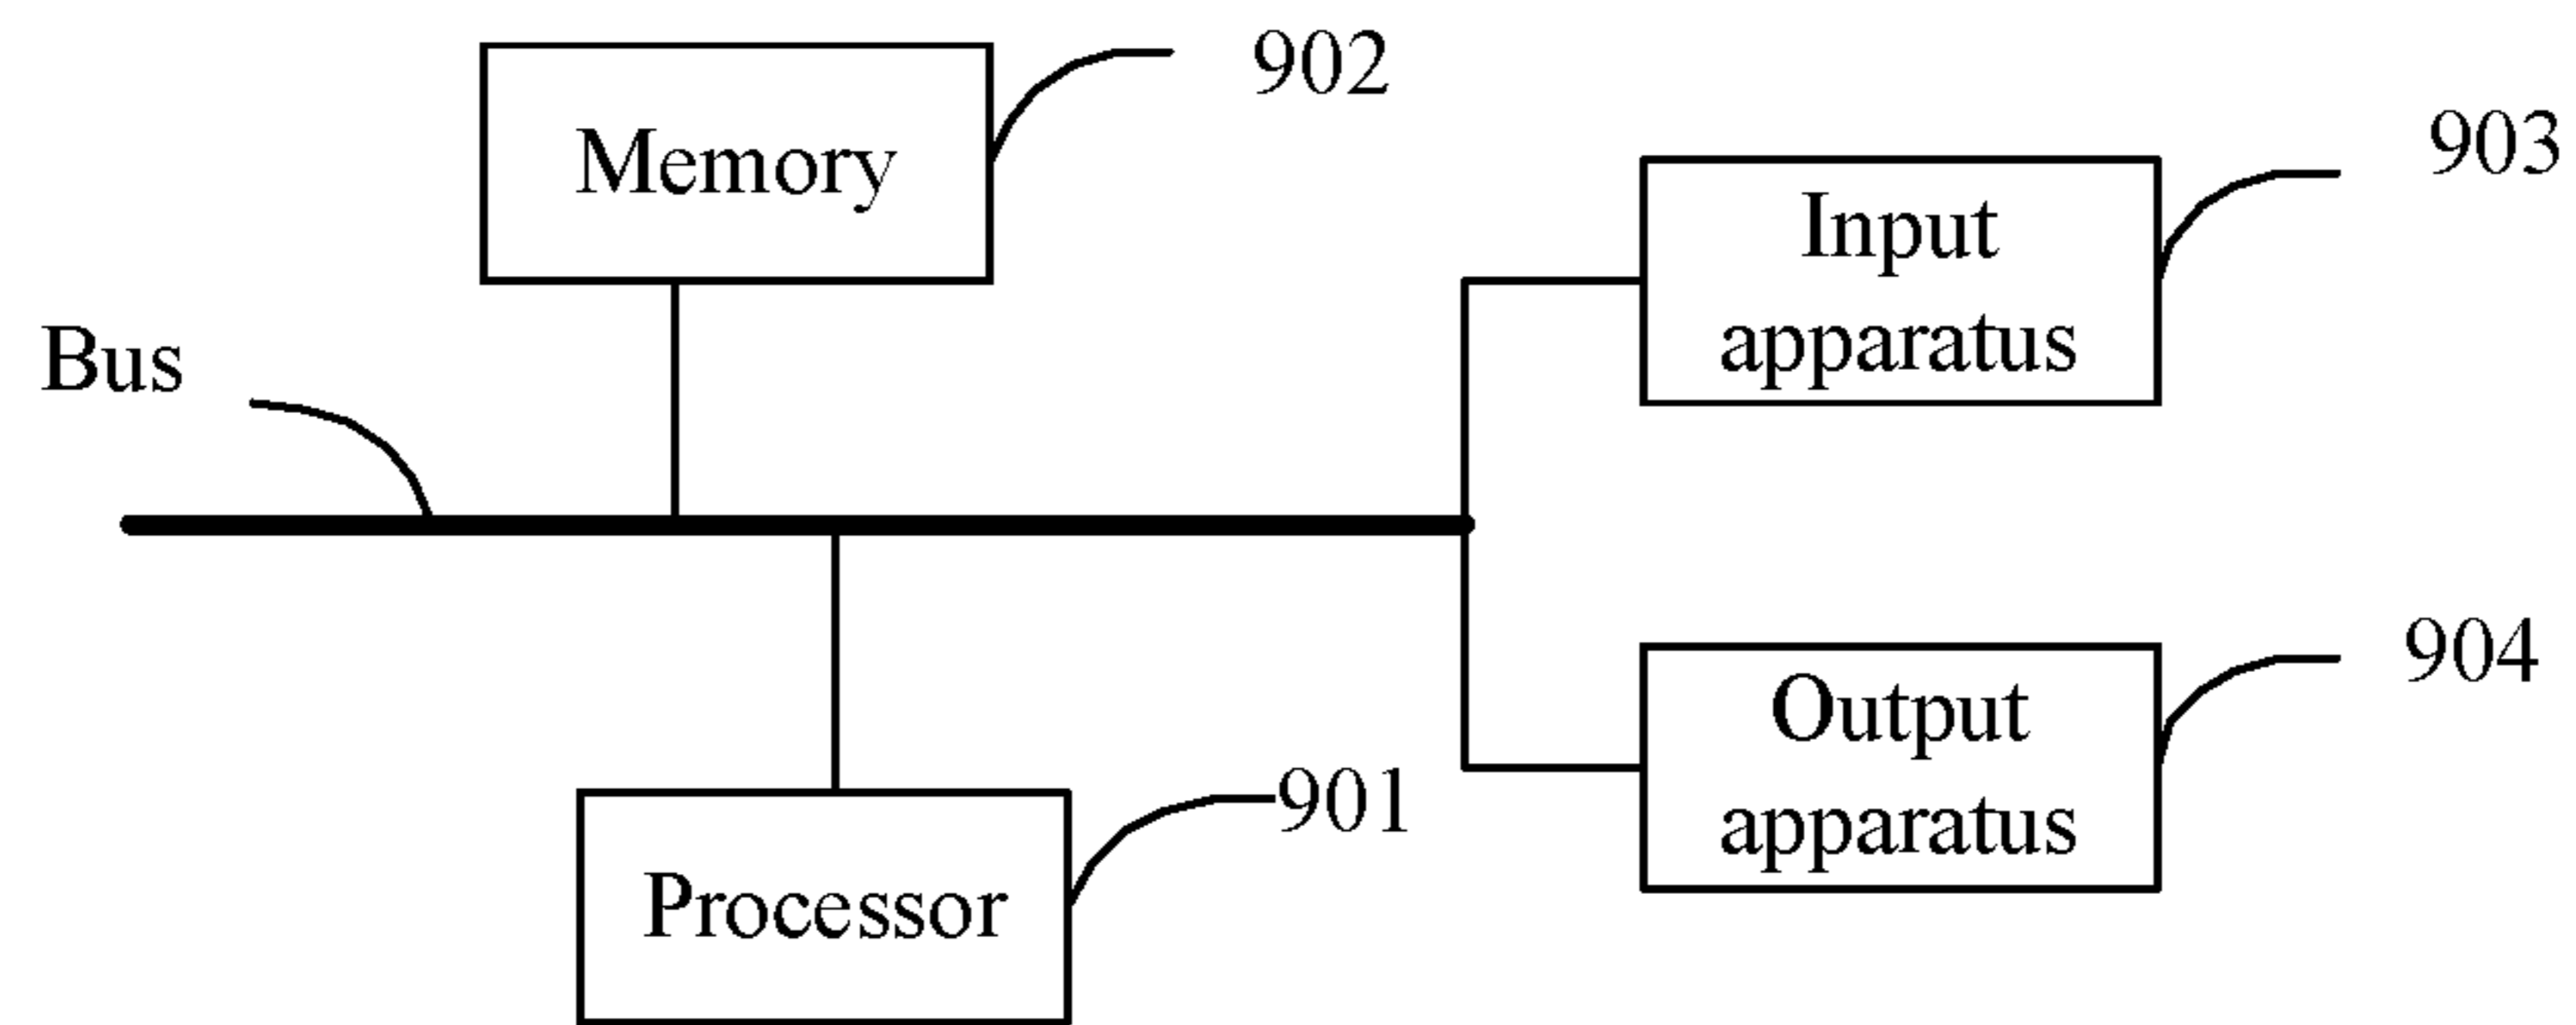 902
Memory
903
Input
apparatus
Bus
904
Output
apparatus
901
Processor